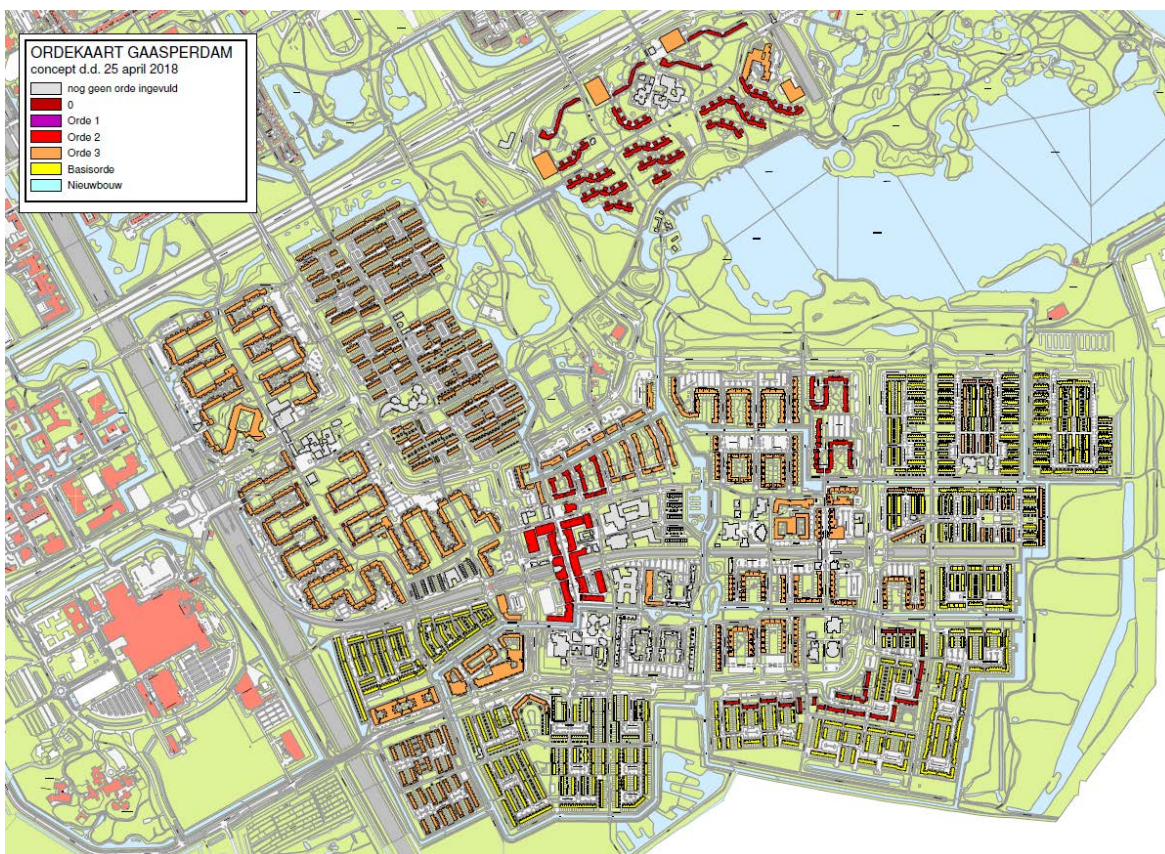 ORDEKAART GAASPERDAM
concept d.d. 25 april 2018
nog geen orde ingevuld
0
Orde 1
Orde 2
Orde 3
Basisorde
Nieuwbouw